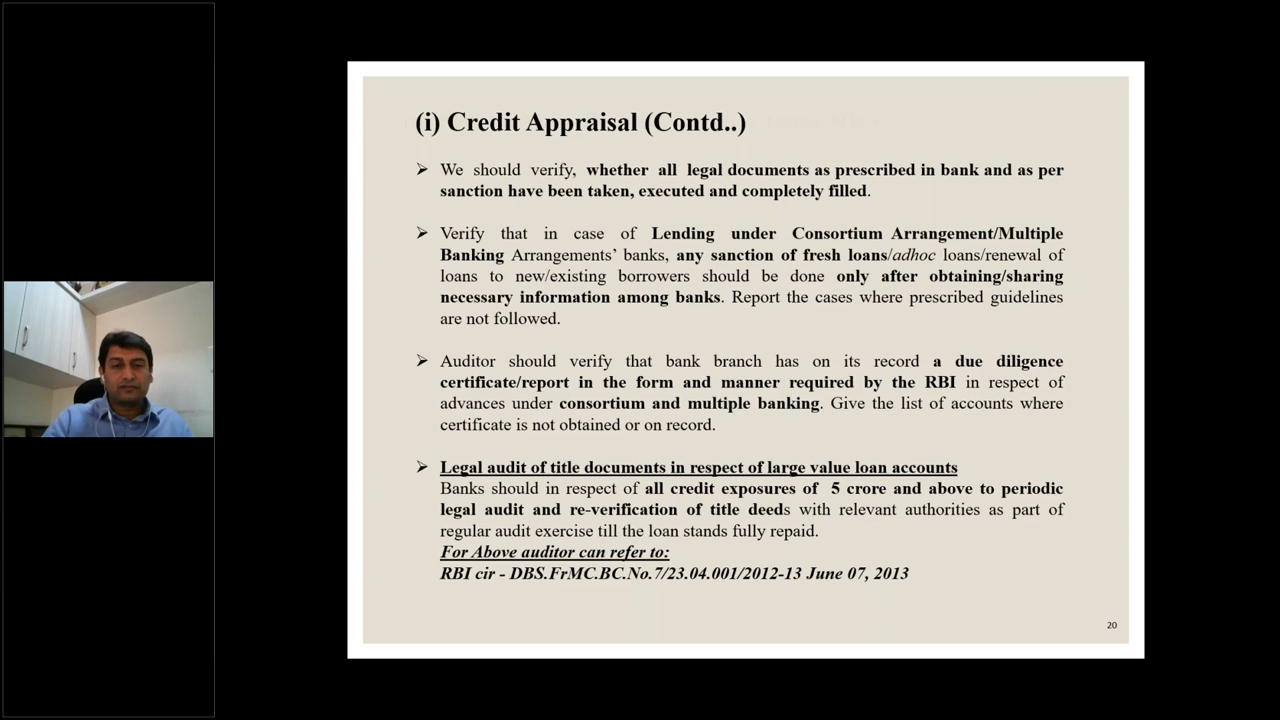 (i) Credit Appraisal (Contd..)
➢ We should verify, whether all legal documents as prescribed in bank and as per
sanction have been taken, executed and completely filled.
➢ Verify that in case of Lending under Consortium Arrangement/Multiple
Banking Arrangements' banks, any sanction of fresh loans/adhoc loans/renewal of
loans to new/existing borrowers should be done only after obtaining/sharing
necessary information among banks. Report the cases where prescribed guidelines
are not followed.
➢ Auditor should verify that bank branch has on its record a due diligence
certificate/report in the form and manner required by the RBI in respect of
advances under consortium and multiple banking. Give the list of accounts where
certificate is not obtained or on record.
➢ Legal audit of title documents in respect of large value loan accounts
Banks should in respect of all credit exposures of 5 crore and above to periodic
legal audit and re-verification of title deeds with relevant authorities as part of
regular audit exercise till the loan stands fully repaid.
For Above auditor can refer to:
RBI cir - DBS.FrMC.BC.No.7/23.04.001/2012-13 June 07, 2013
20